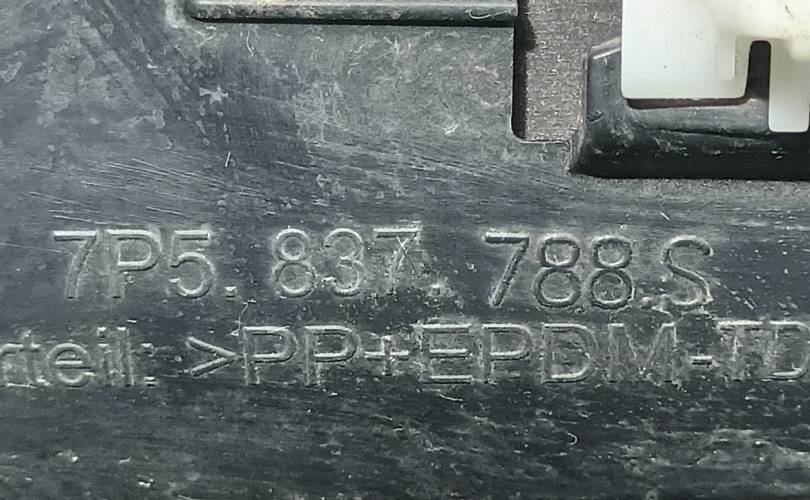 7P5. 837. 788.S
rteil: >PP+EPDM-TD